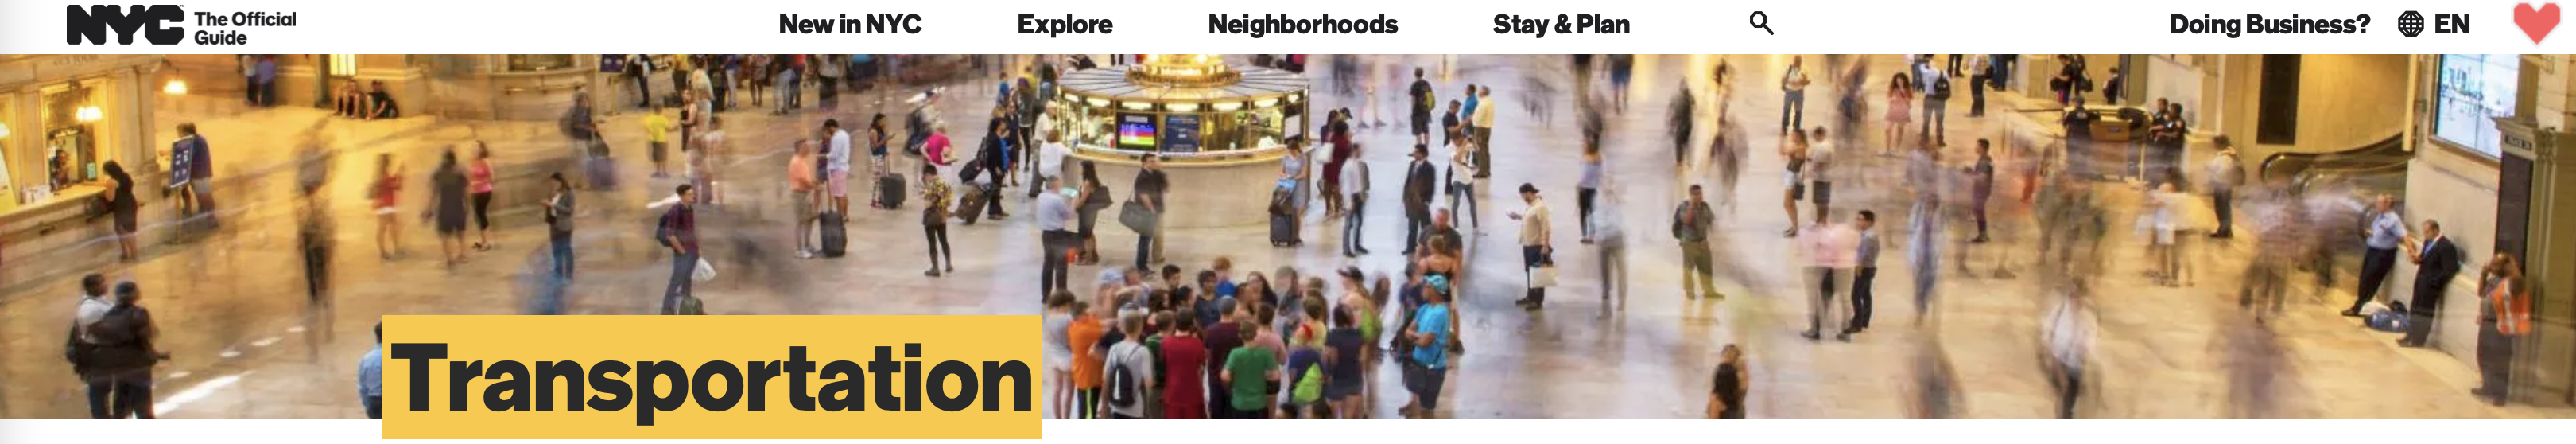 NYC The Official
Guide
New in NYC
Explore
Neighborhoods
Stay & Plan
Doing Business?
EN
Transportation